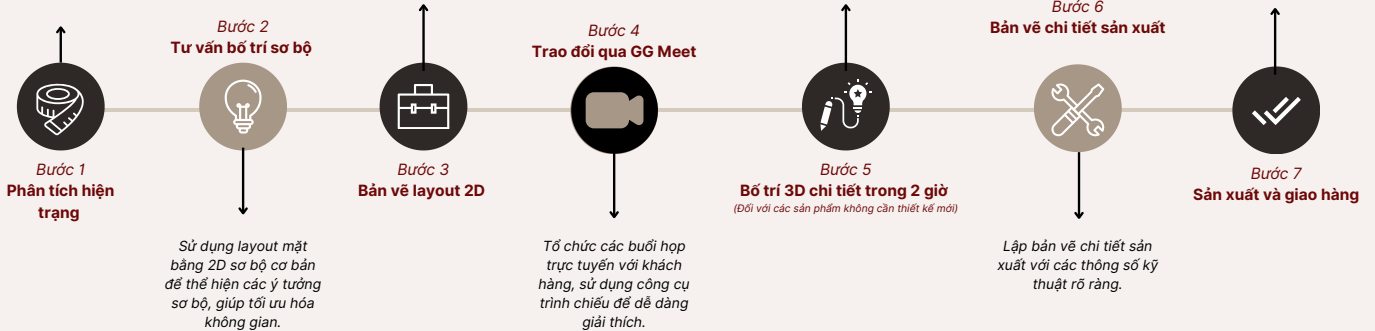 Bước 1
Phân tích hiện
trạng
Bước 2
Tư vấn bố trí sơ bộ
Sử dụng layout mặt
bằng 2D sơ bộ cơ bản
để thể hiện các ý tưởng
sơ bộ, giúp tối ưu hóa
không gian.
Bước 3
Bản vẽ layout 2D
Bước 4
Trao đổi qua GG Meet
Tổ chức các buổi họp
trực tuyến với khách
hàng, sử dụng công cụ
trình chiếu để dễ dàng
giải thích.
Bước 5
Bố trí 3D chi tiết trong 2 giờ
(Đối với các sản phẩm không cần thiết kế mới)
Bước 6
Bản vẽ chi tiết sản xuất
Lập bản vẽ chi tiết sản
xuất với các thông số kỹ
thuật rõ ràng.
Bước 7
Sản xuất và giao hàng